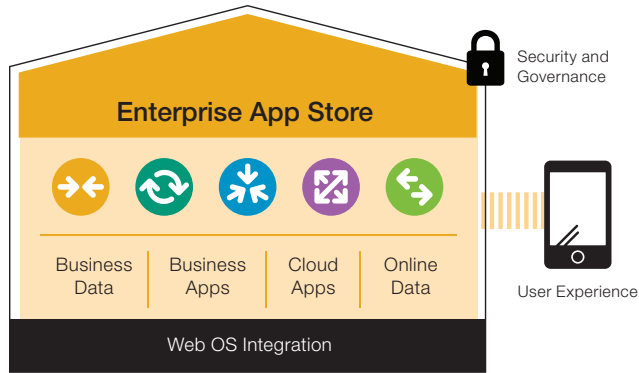 Security and
Governance
Enterprise App Store
Business
Data
Business
Apps
Cloud
Apps
Online
Data
User Experience
Web OS Integration